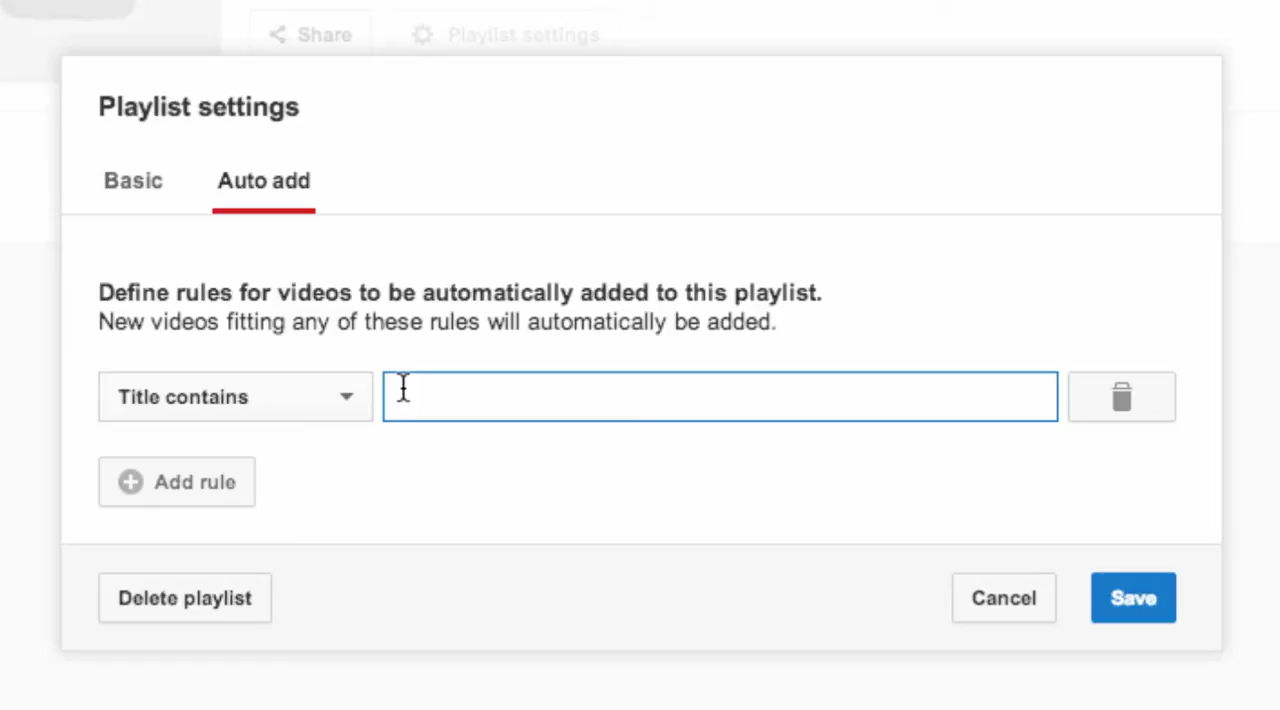 Share
Playlist settings
Playlist settings
Basic
Auto add
Define rules for videos to be automatically added to this playlist.
New videos fitting any of these rules will automatically be added.
Title contains
Add rule
Delete playlist
Cancel
Save